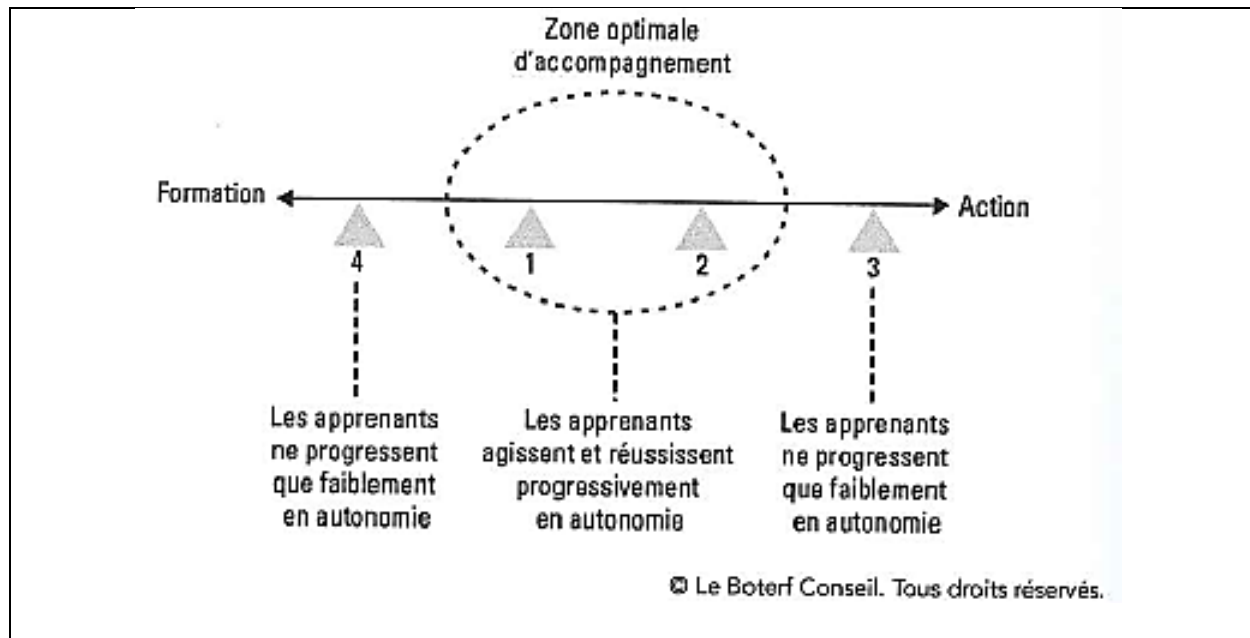 Zone optimale
d'accompagnement
Formation
Action
4
1
2
3
Les apprenants
ne progressent
que faiblement
en autonomie
Les apprenants
agissent et réussissent
progressivement
en autonomie
Les apprenants
ne progressent
que faiblement
en autonomie
© Le Boterf Conseil. Tous droits réservés.